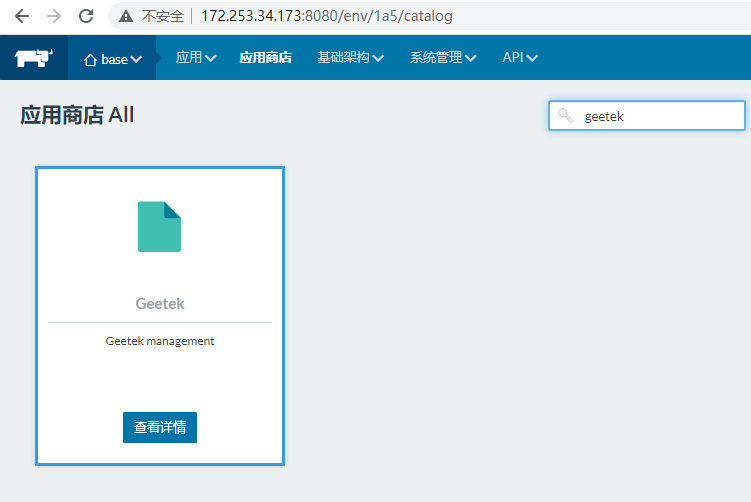 不安全 172.253.34.173:8080/env/1a5/catalog
base 应用 应用商店 基础架构 系统管理 API
应用商店 All
geetek
Geetek
Geetek management
查看详情